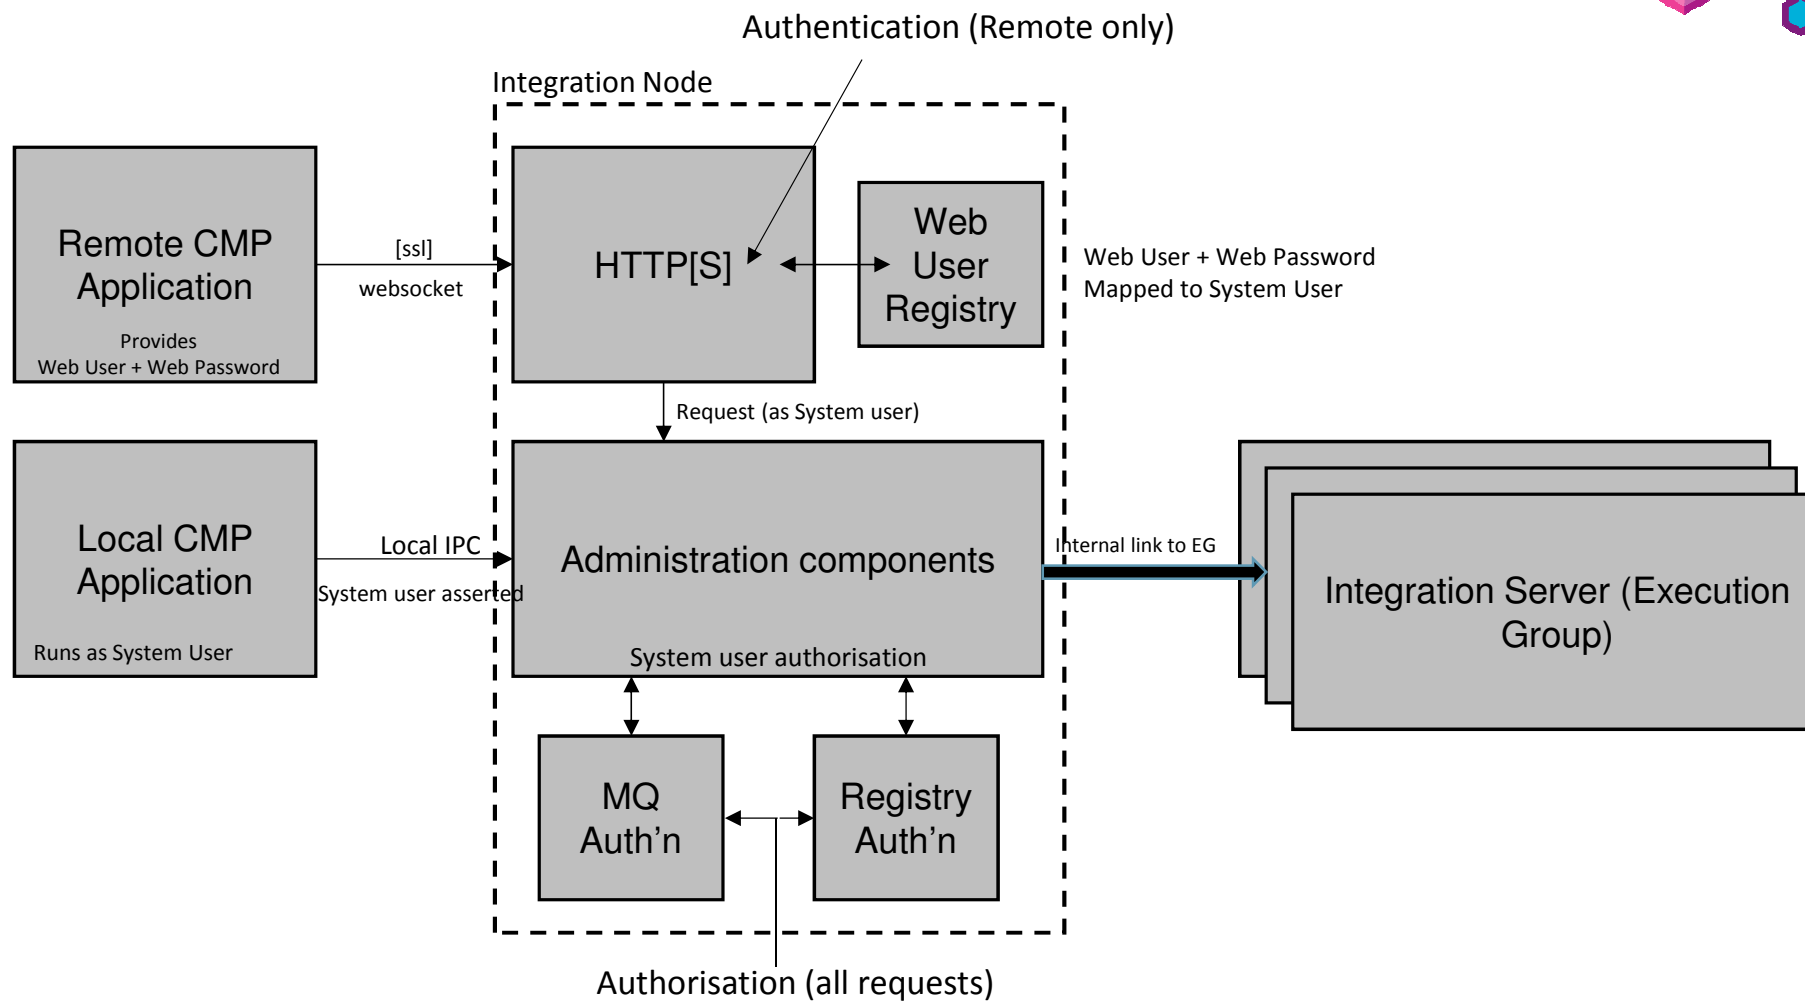 Authentication (Remote only)
Integration Node
Remote CMP
Application
Provides
Web User + Web Password
[ssl]
websocket
HTTP[S]
Web
User
Registry
Web User + Web Password
Mapped to System User
Request (as System user)
Local CMP
Application
Runs as System User
Local IPC
System user asserted
Administration components
System user authorisation
Internal link to EG
Integration Server (Execution
Group)
MQ
Auth’n
Registry
Auth’n
Authorisation (all requests)